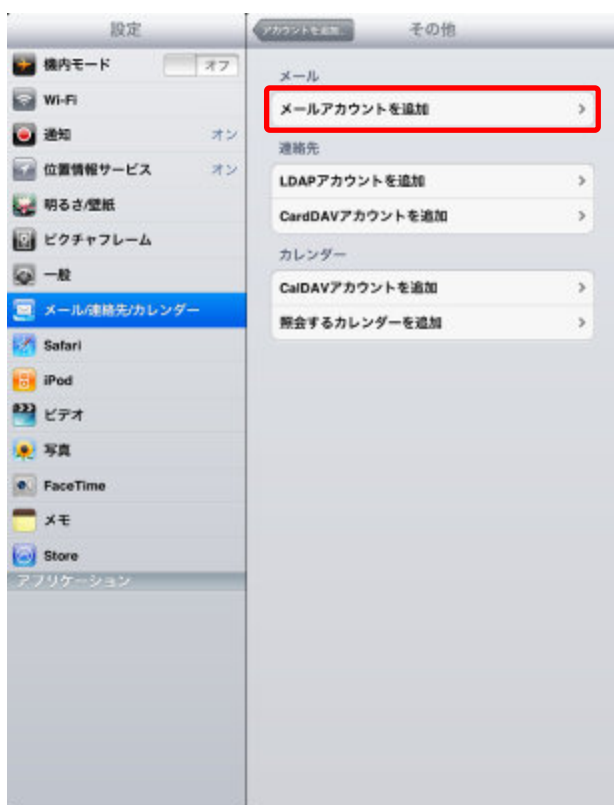 設定
機内モード オフ
Wi-Fi
通知 オン
位置情報サービス オン
明るさ/壁紙
ピクチャフレーム
一般
メール/連絡先/カレンダー
Safari
iPod
ビデオ
写真
FaceTime
メモ
Store
アプリケーション
アカウントを追加... その他
メール
メールアカウントを追加
連絡先
LDAPアカウントを追加
CardDAVアカウントを追加
カレンダー
CalDAVアカウントを追加
照会するカレンダーを追加